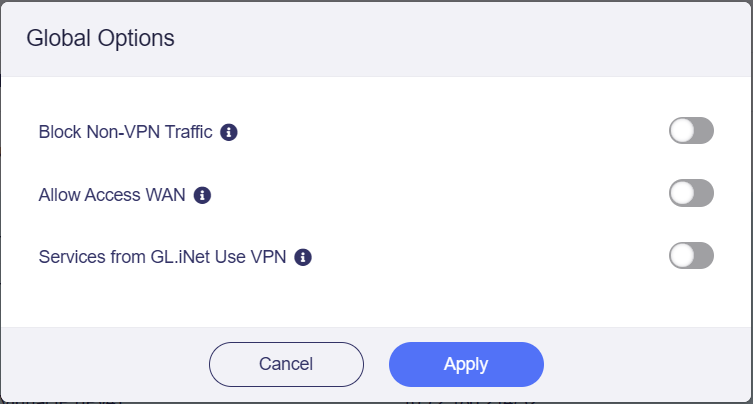 Global Options
Block Non-VPN Traffic
Allow Access WAN
Services from GL.iNet Use VPN
Cancel
Apply